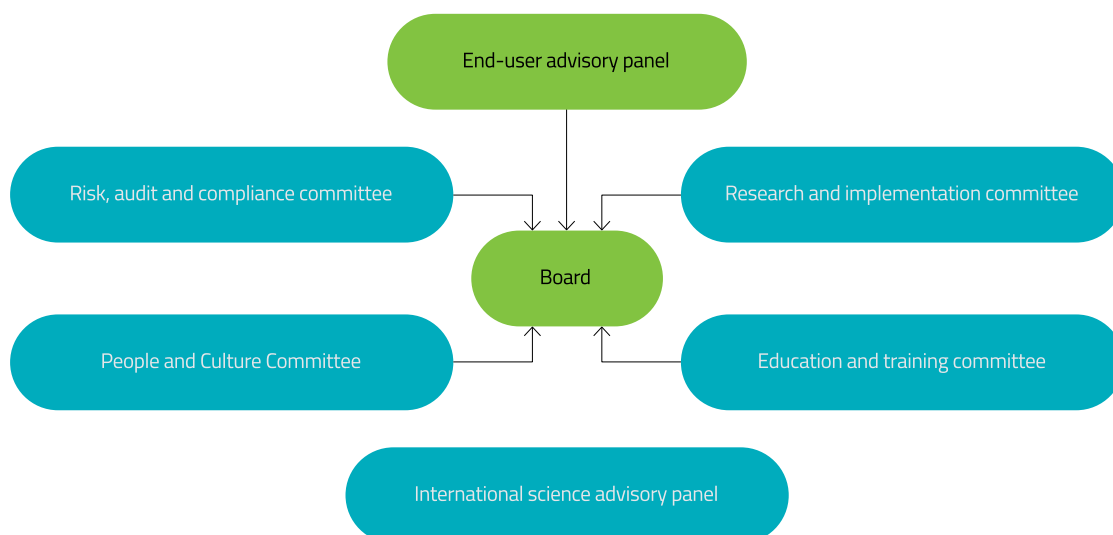 End-user advisory panel
Risk, audit and compliance committee
Research and implementation committee
Board
People and Culture Committee
Education and training committee
International science advisory panel